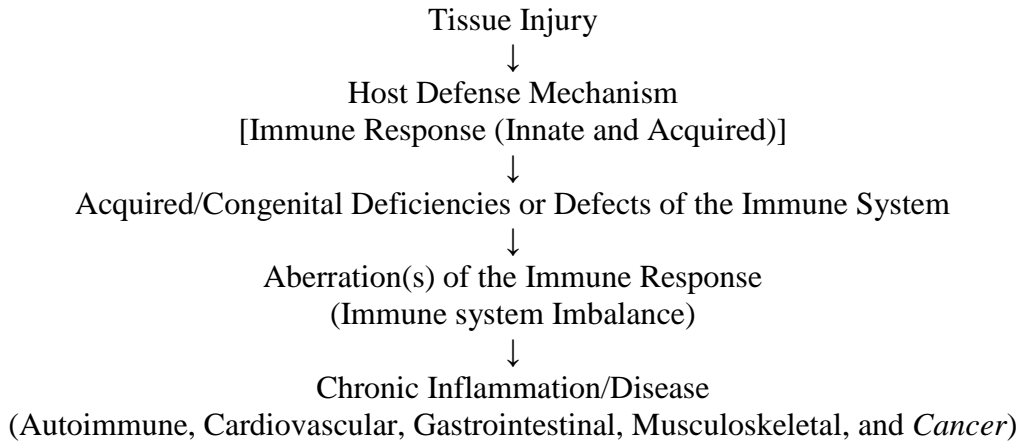 Tissue Injury
↓
Host Defense Mechanism
[Immune Response (Innate and Acquired)]
↓
Acquired/Congenital Deficiencies or Defects of the Immune System
↓
Aberration(s) of the Immune Response
(Immune system Imbalance)
↓
Chronic Inflammation/Disease
(Autoimmune, Cardiovascular, Gastrointestinal, Musculoskeletal, and Cancer)